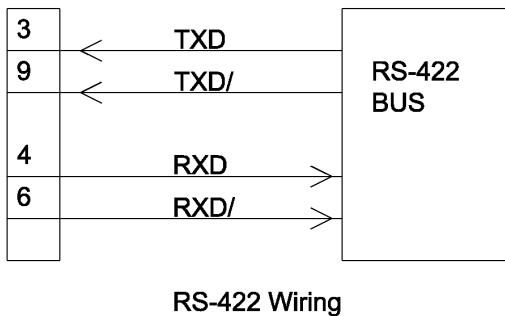 3
TXD
9
TXD/
RS-422
BUS
4
RXD
6
RXD/
RS-422 Wiring